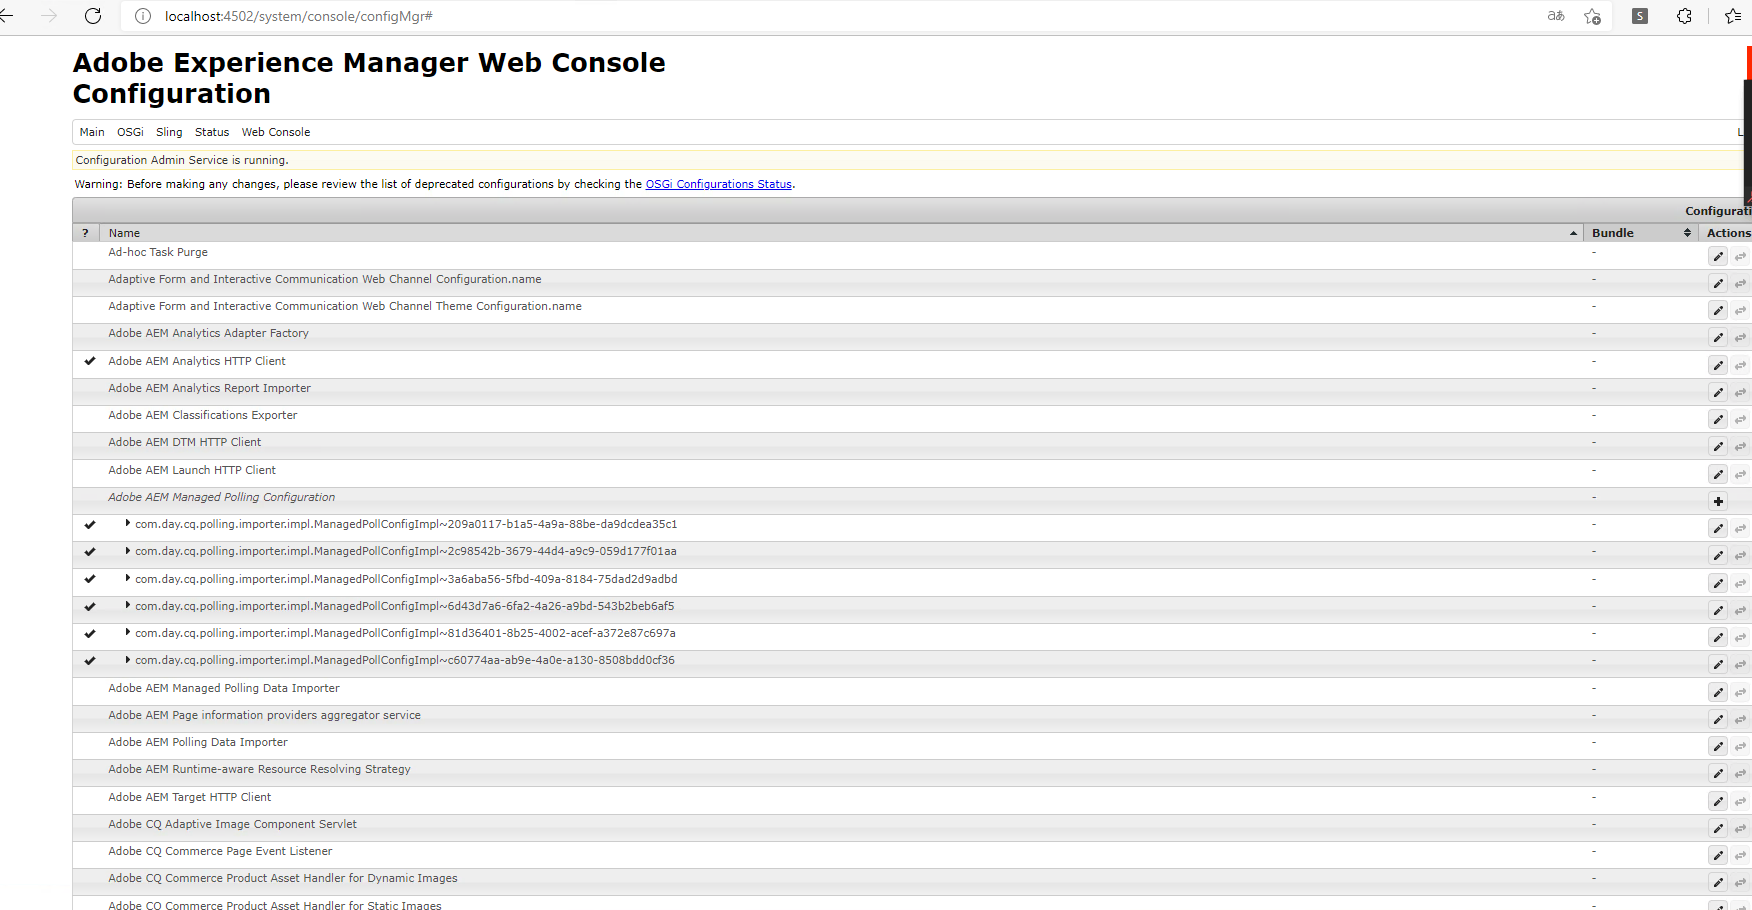 localhost:4502/system/console/configMgr#
Adobe Experience Manager Web Console
Configuration
Main OSGi Sling Status Web Console
Configuration Admin Service is running.
Warning: Before making any changes, please review the list of deprecated configurations by checking the OSGi Configurations Status.
? Name Bundle Actions
Ad-hoc Task Purge -
Adaptive Form and Interactive Communication Web Channel Configuration.name -
Adaptive Form and Interactive Communication Web Channel Theme Configuration.name -
Adobe AEM Analytics Adapter Factory -
Adobe AEM Analytics HTTP Client -
Adobe AEM Analytics Report Importer -
Adobe AEM Classifications Exporter -
Adobe AEM DTM HTTP Client -
Adobe AEM Launch HTTP Client -
Adobe AEM Managed Polling Configuration -
com.day.cq.polling.importer.impl.ManagedPollConfigImpl~209a0117-b1a5-4a9a-88be-da9dcdea35c1 -
com.day.cq.polling.importer.impl.ManagedPollConfigImpl~2c98542b-3679-44d4-a9c9-059d177f01aa -
com.day.cq.polling.importer.impl.ManagedPollConfigImpl~3a6aba56-5fbd-409a-8184-75dad2d9adbd -
com.day.cq.polling.importer.impl.ManagedPollConfigImpl~6d43d7a6-6fa2-4a26-a9bd-543b2beb6af5 -
com.day.cq.polling.importer.impl.ManagedPollConfigImpl~81d36401-8b25-4002-acef-a372e87c697a -
com.day.cq.polling.importer.impl.ManagedPollConfigImpl~c60774aa-ab9e-4a0e-a130-8508bdd0cf36 -
Adobe AEM Managed Polling Data Importer -
Adobe AEM Page information providers aggregator service -
Adobe AEM Polling Data Importer -
Adobe AEM Runtime-aware Resource Resolving Strategy -
Adobe AEM Target HTTP Client -
Adobe CQ Adaptive Image Component Servlet -
Adobe CQ Commerce Page Event Listener -
Adobe CQ Commerce Product Asset Handler for Dynamic Images -
Adobe CQ Commerce Product Asset Handler for Static Images -